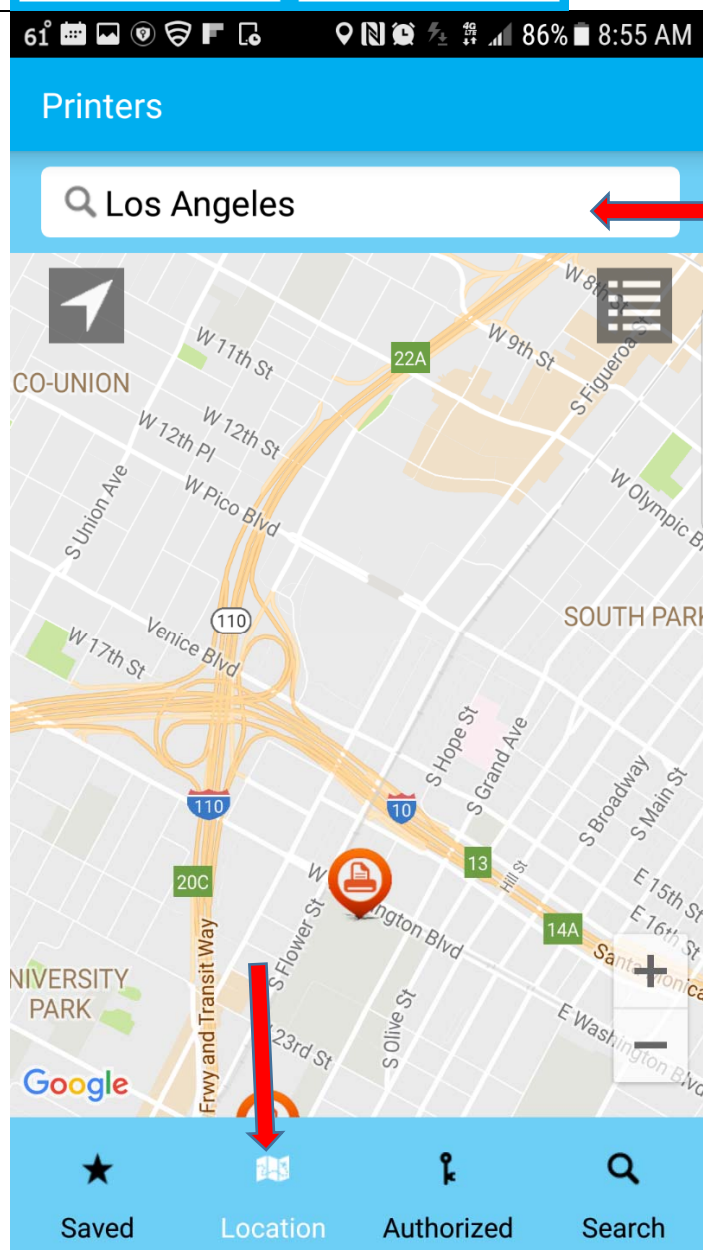 61° 4G LTE 86% 8:55 AM
Printers
Los Angeles
W 8th St
W 11th St
22A
W 9th St
CO-UNION
S Figueroa St
W 12th St
W 12th Pl
W Olympic B
W Pico Blvd
S Union Ave
110
SOUTH PARK
Venice Blvd
W 17th St
S Hope St
S Grand Ave
S Broadway
S Main St
110
10
13
Hill St
20C
E 15th St
W ngton Blvd
E 16th St
S Flower St
14A
Santa Monica
NIVERSITY
PARK
S Olive St
E Washington Blvd
23rd St
Frwy and Transit Way
Google
+
−
Saved
Location
Authorized
Search